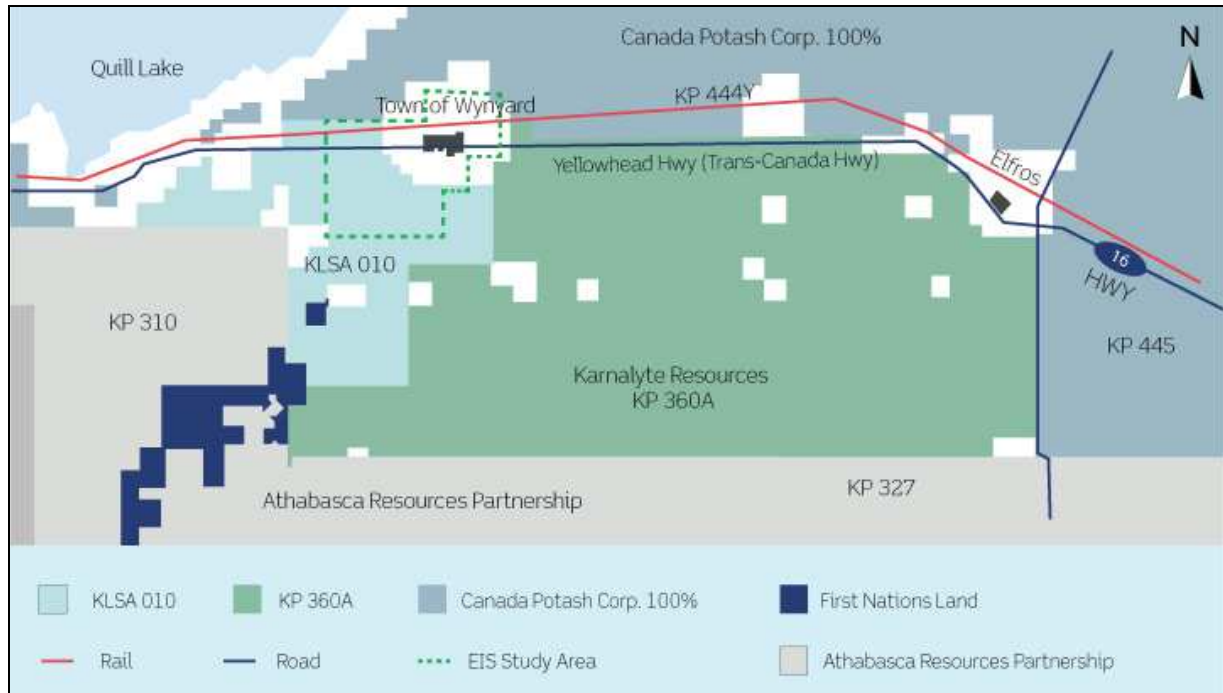 Canada Potash Corp. 100%
N
Quill Lake
KP 444Y
Town of Wynyard
Yellowhead Hwy (Trans-Canada Hwy)
Elfros
16
HWY
KLSA 010
KP 310
KP 445
Karnalyte Resources
KP 360A
KP 327
Athabasca Resources Partnership
KLSA 010
KP 360A
Canada Potash Corp. 100%
First Nations Land
Rail
Road
EIS Study Area
Athabasca Resources Partnership